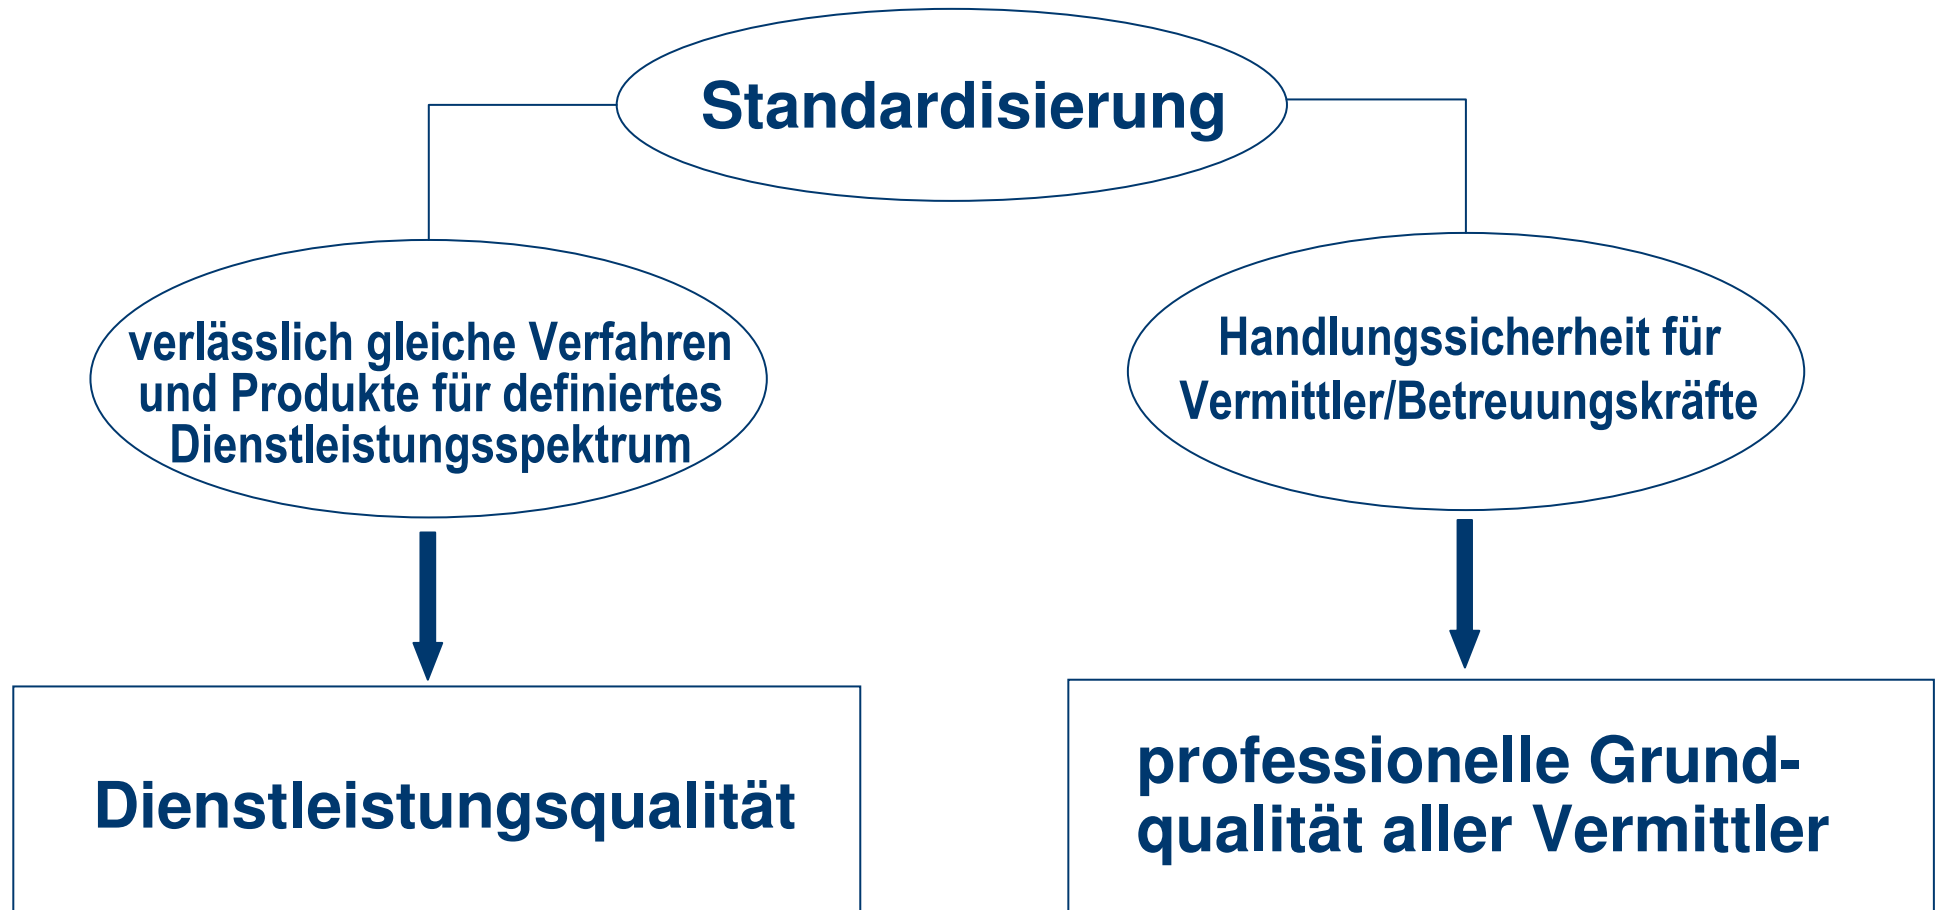 Standardisierung
verlässlich gleiche Verfahren
und Produkte für definiertes
Dienstleistungsspektrum
Handlungssicherheit für
Vermittler/Betreuungskräfte
Dienstleistungsqualität
professionelle Grund-
qualität aller Vermittler